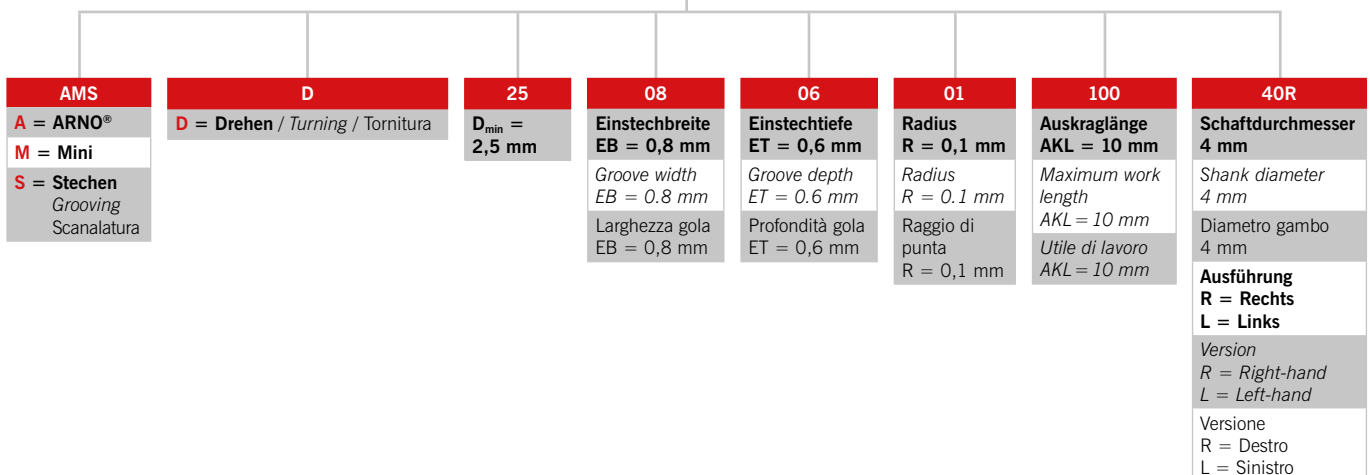 AMS
A = ARNO®
M = Mini
S = Stechen
Grooving
Scanalatura
D
D = Drehen / Turning / Tornitura
25
Dmin =
2,5 mm
08
Einstechbreite
EB = 0,8 mm
Groove width
EB = 0.8 mm
Larghezza gola
EB = 0,8 mm
06
Einstechtiefe
ET = 0,6 mm
Groove depth
ET = 0.6 mm
Profondità gola
ET = 0,6 mm
01
Radius
R = 0,1 mm
Radius
R = 0.1 mm
Raggio di
punta
R = 0,1 mm
100
Auskraglänge
AKL = 10 mm
Maximum work
length
AKL = 10 mm
Utile di lavoro
AKL = 10 mm
40R
Schaftdurchmesser
4 mm
Shank diameter
4 mm
Diametro gambo
4 mm
Ausführung
R = Rechts
L = Links
Version
R = Right-hand
L = Left-hand
Versione
R = Destro
L = Sinistro